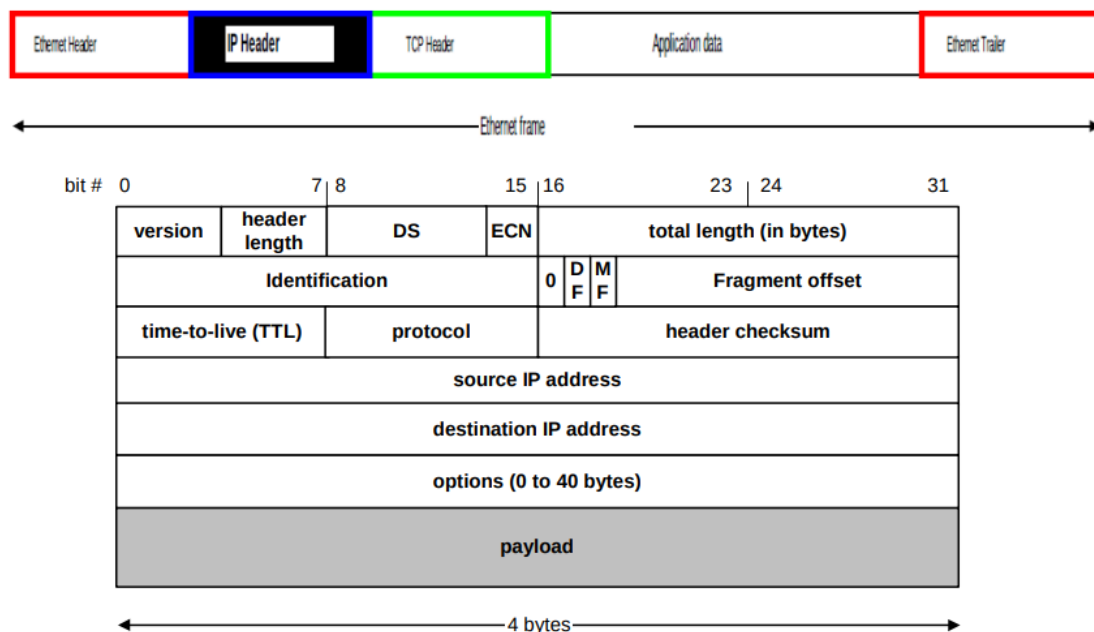 Ethernet Header IP Header TCP Header Application data Ethernet Trailer
Ethernet frame
bit # 0 7 8 15 16 23 24 31
version header length DS ECN total length (in bytes)
Identification 0 DF MF Fragment offset
time-to-live (TTL) protocol header checksum
source IP address
destination IP address
options (0 to 40 bytes)
payload
4 bytes